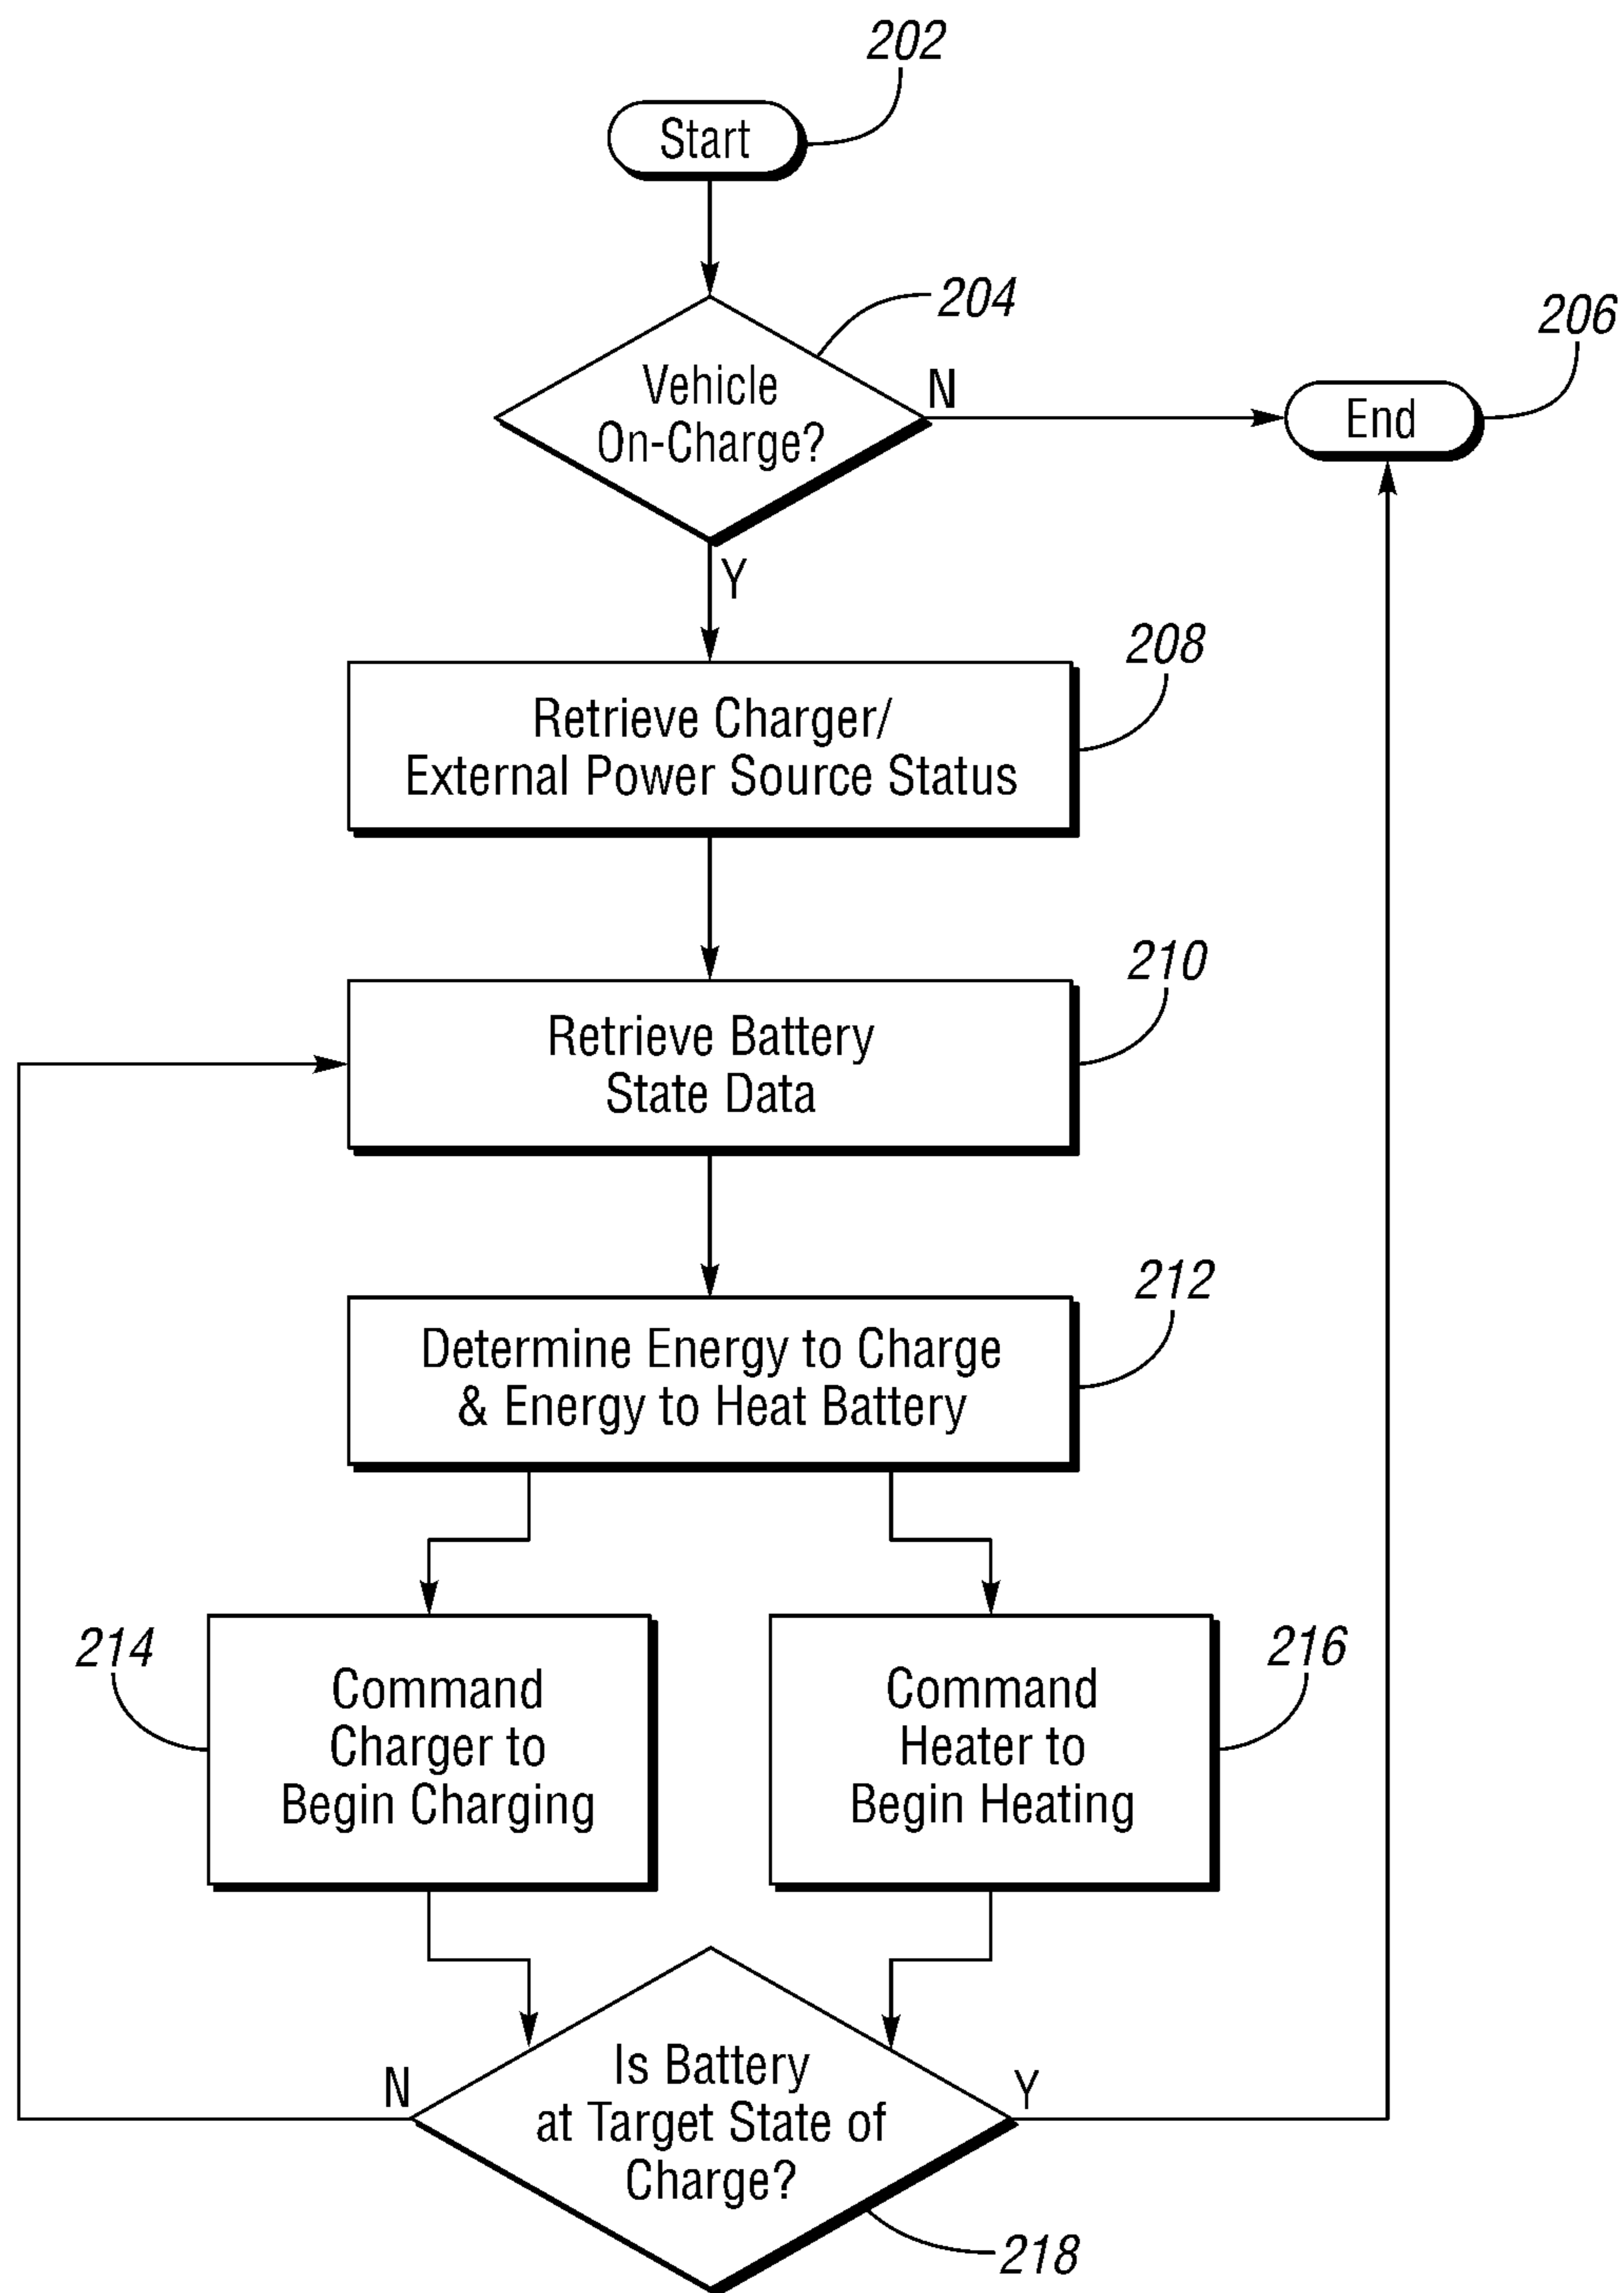 202
Start
204
Vehicle
On-Charge?
N
206
End
Y
208
Retrieve Charger/
External Power Source Status
210
Retrieve Battery
State Data
212
Determine Energy to Charge
& Energy to Heat Battery
214
Command
Charger to
Begin Charging
216
Command
Heater to
Begin Heating
N
Is Battery
at Target State of
Charge?
Y
218